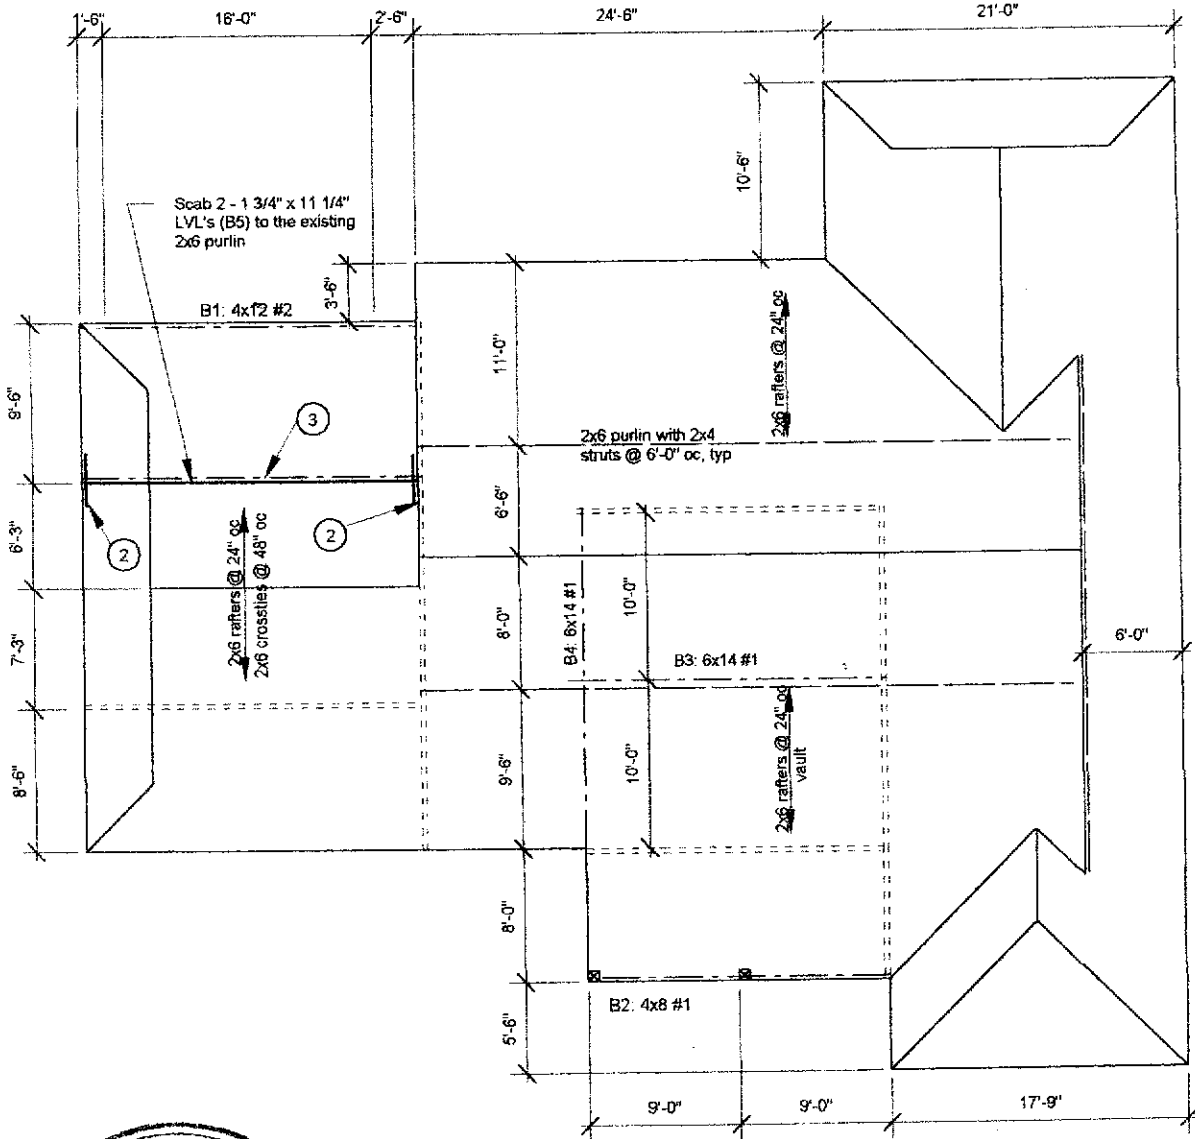 1'-6"
16'-0"
2'-6"
24'-6"
21'-0"
10'-6"
Scab 2 - 1 3/4" x 11 1/4"
LVL's (B5) to the existing
2x6 purlin
3'-6"
B1: 4x12 #2
11'-0"
2x6 rafters @ 24" oc
9'-6"
3
2x6 purlin with 2x4
struts @ 6'-0" oc, typ
6'-6"
6'-3"
2
2
2x6 rafters @ 24" oc
2x6 crossties @ 48" oc
8'-0"
B4: 6x14 #1
10'-0"
6'-0"
B3: 6x14 #1
7'-3"
2x6 rafters @ 24" oc
vault
8'-6"
9'-6"
10'-0"
8'-0"
B2: 4x8 #1
5'-6"
9'-0"
9'-0"
17'-9"